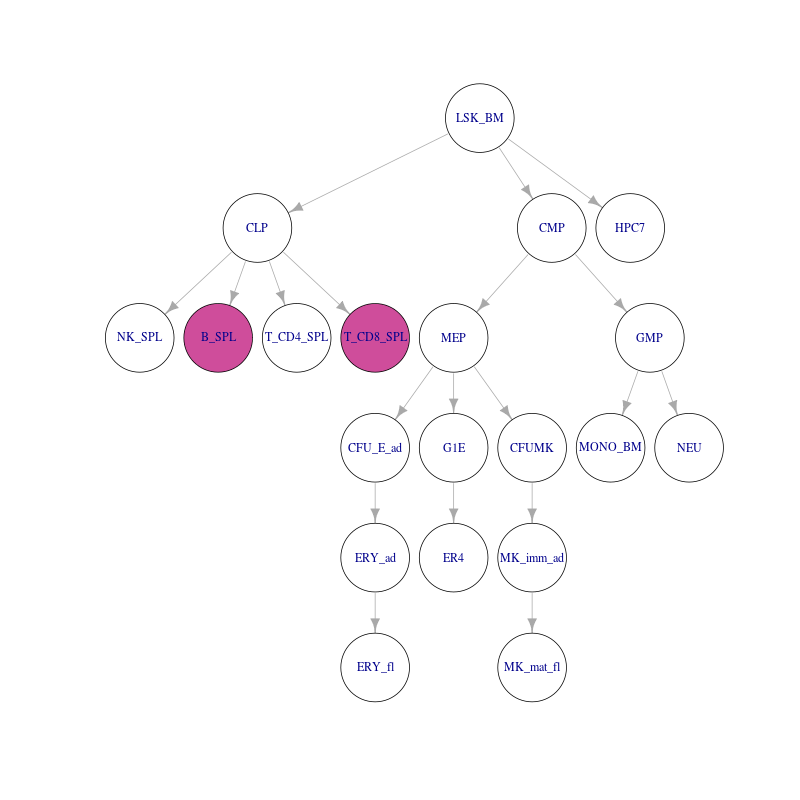 LSK_BM
CLP
CMP
HPC7
NK_SPL
B_SPL
T_CD4_SPL
T_CD8_SPL
MEP
GMP
CFU_E_ad
G1E
CFUMK
MONO_BM
NEU
ERY_ad
ER4
MK_imm_ad
ERY_fl
MK_mat_fl